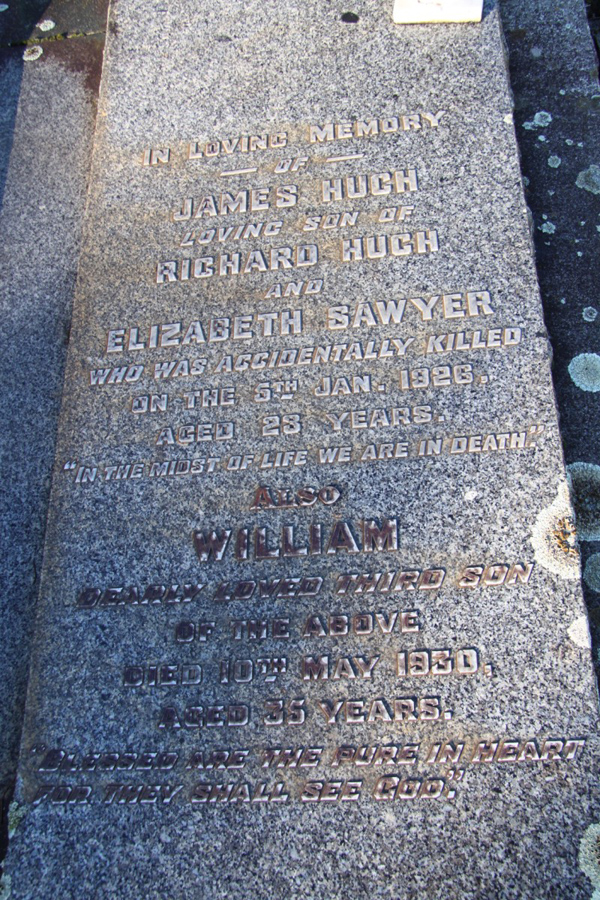 IN LOVING MEMORY
— OF —
JAMES HUGH
LOVING SON OF
RICHARD HUGH
AND
ELIZABETH SAWYER
WHO WAS ACCIDENTALLY KILLED
ON THE 5TH JAN. 1926.
AGED 28 YEARS.
"IN THE MIDST OF LIFE WE ARE IN DEATH."
ALSO
WILLIAM
DEARLY LOVED THIRD SON
OF THE ABOVE
DIED 10TH MAY 1930.
AGED 35 YEARS.
"BLESSED ARE THE PURE IN HEART
FOR THEY SHALL SEE GOD."